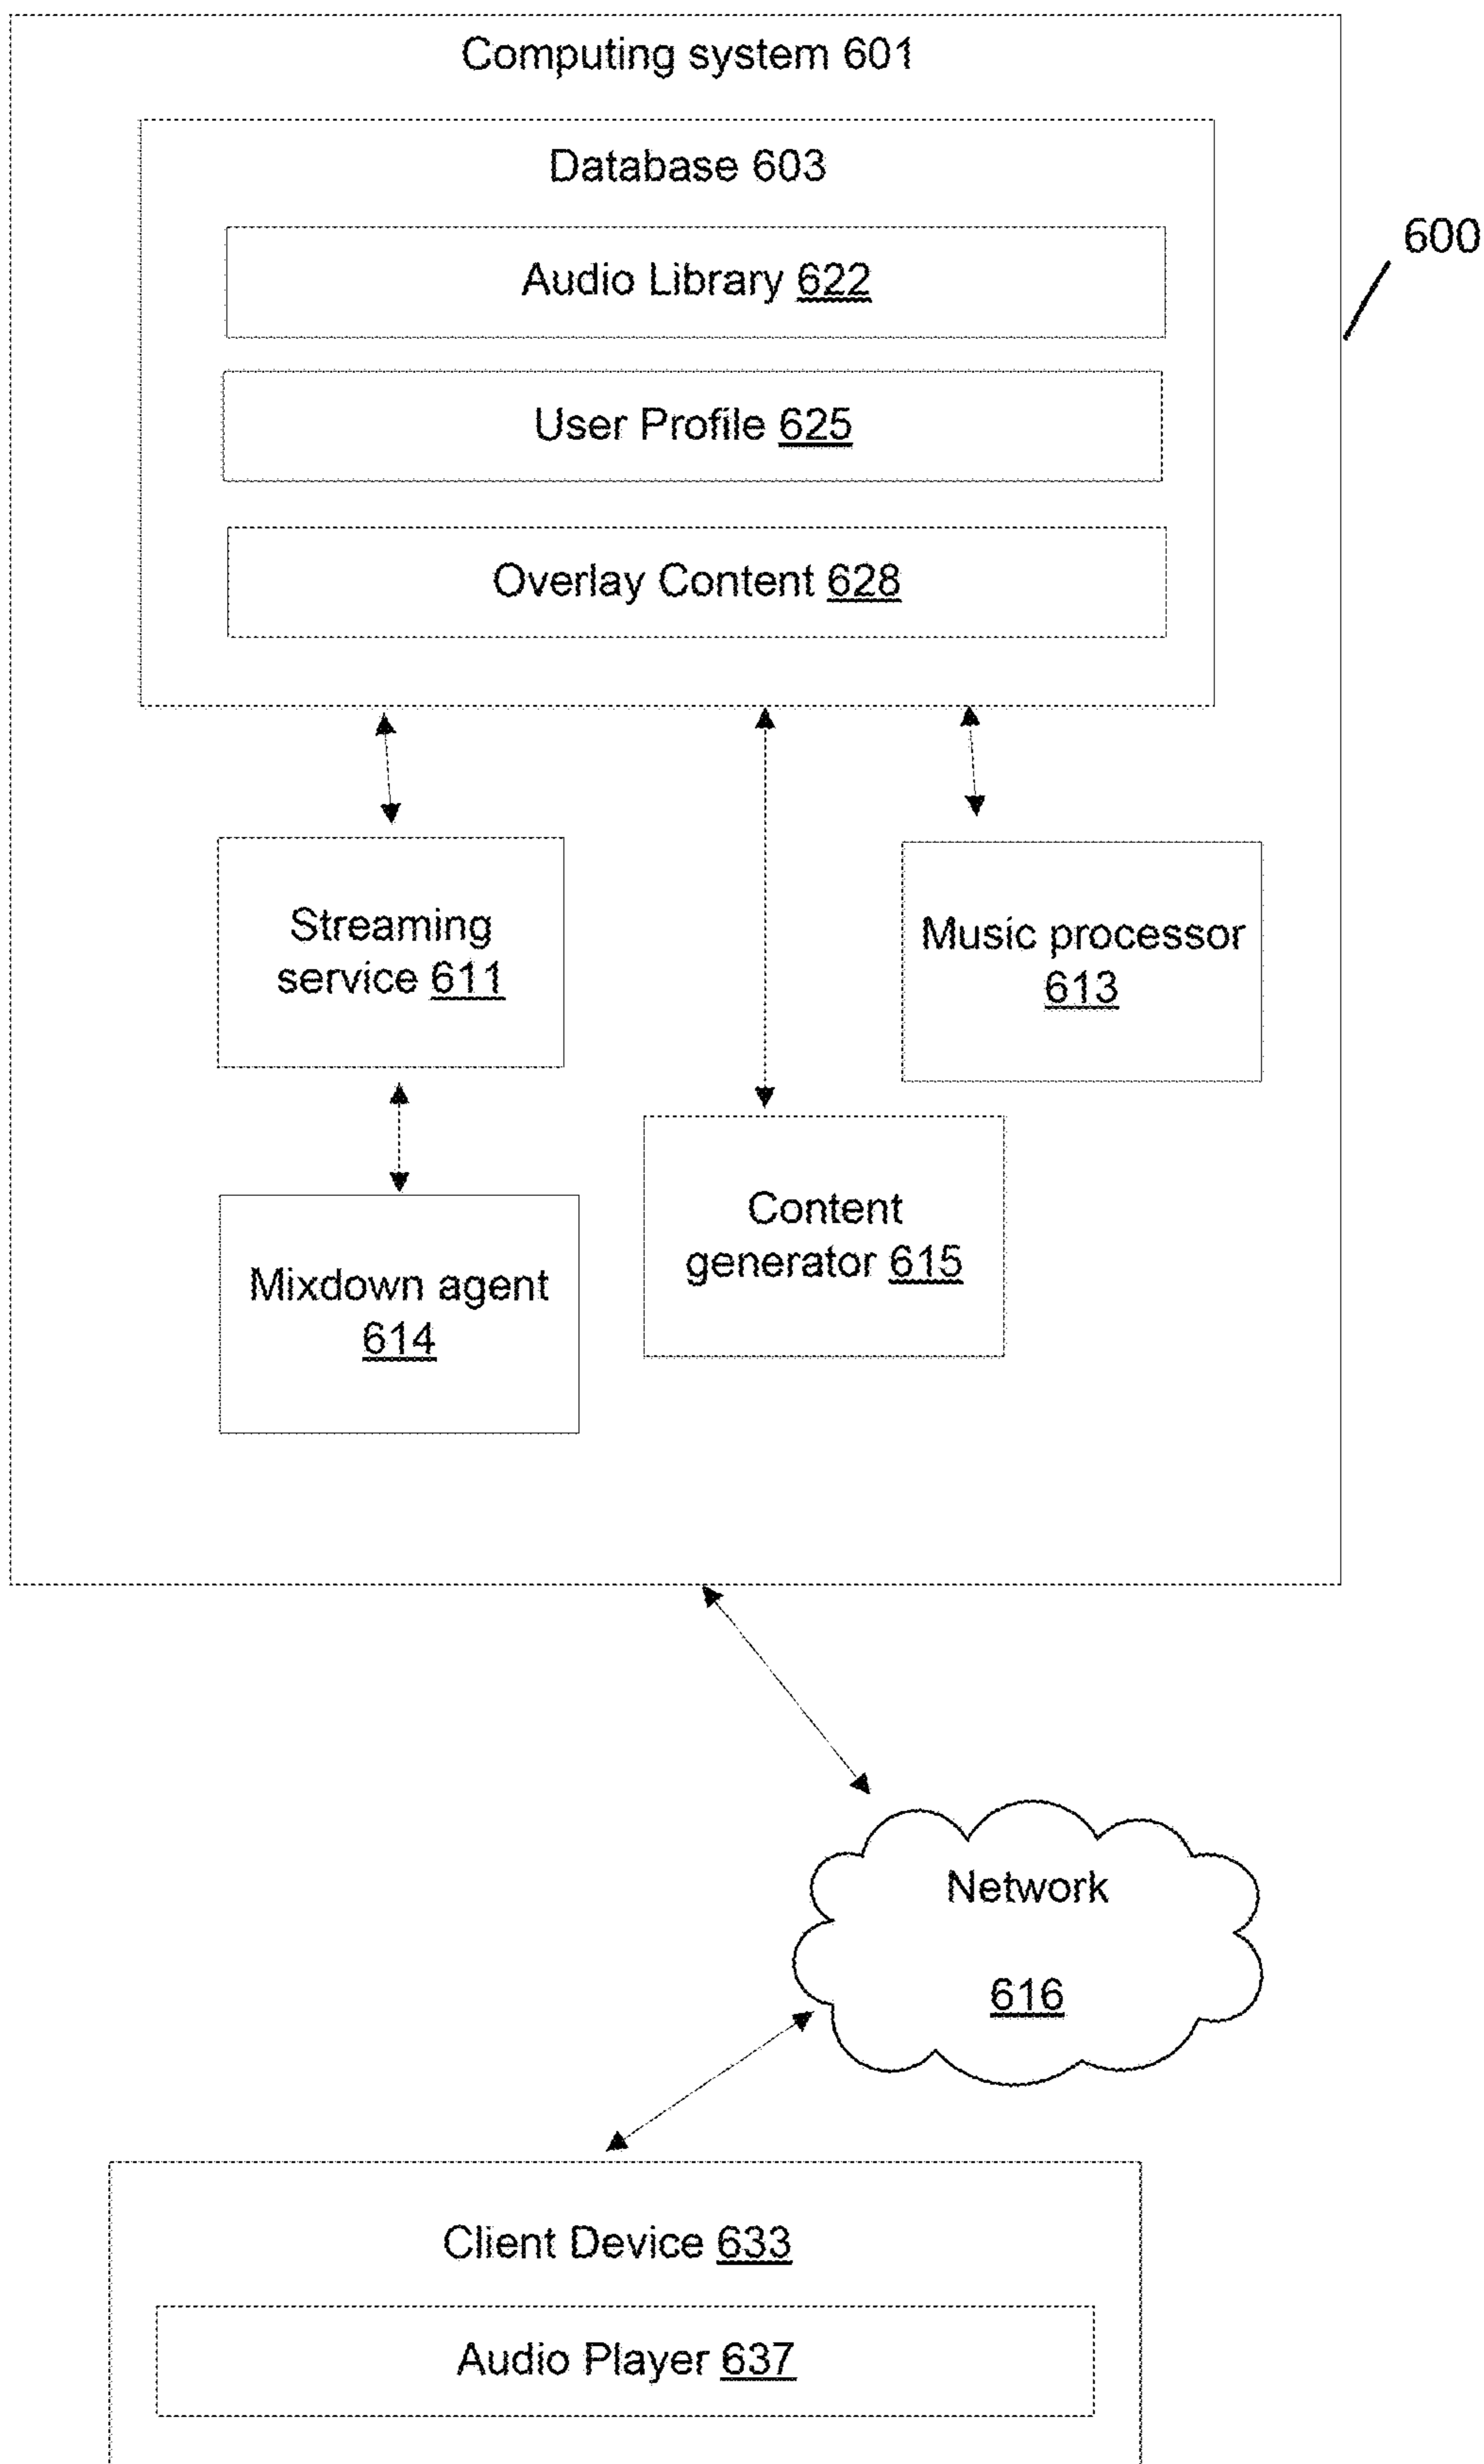 Computing system 601
Database 603
600
Audio Library 622
User Profile 625
Overlay Content 628
Streaming
service 611
Music processor
613
Content
generator 615
Mixdown agent
614
Network
616
Client Device 633
Audio Player 637